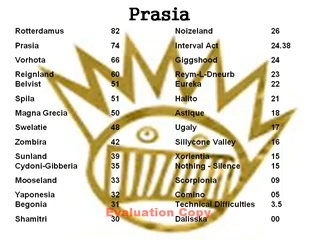 Prasia
Rotterdamus 82 Noizeland 26
Prasia 74 Interval Act 24.38
Vorhota 66 Giggshood 24
Reignland 60 Reym-L-Dneurb 23
Belvist 51 Eureka 22
Spila 51 Halito 21
Magna Grecia 50 Astique 18
Swelatie 48 Ugaly 17
Zombira 42 Sillycone Valley 16
Sunland 39 Xorientia 15
Cydoni-Gibberia 35 Nothing - Silence 15
Mooseland 33 Scorpionia 09
Yaponesia 32 Comino 05
Begonia 31 Technical Difficulties 3.5
Shamitri 30 Dalisska 00
Evaluation Copy